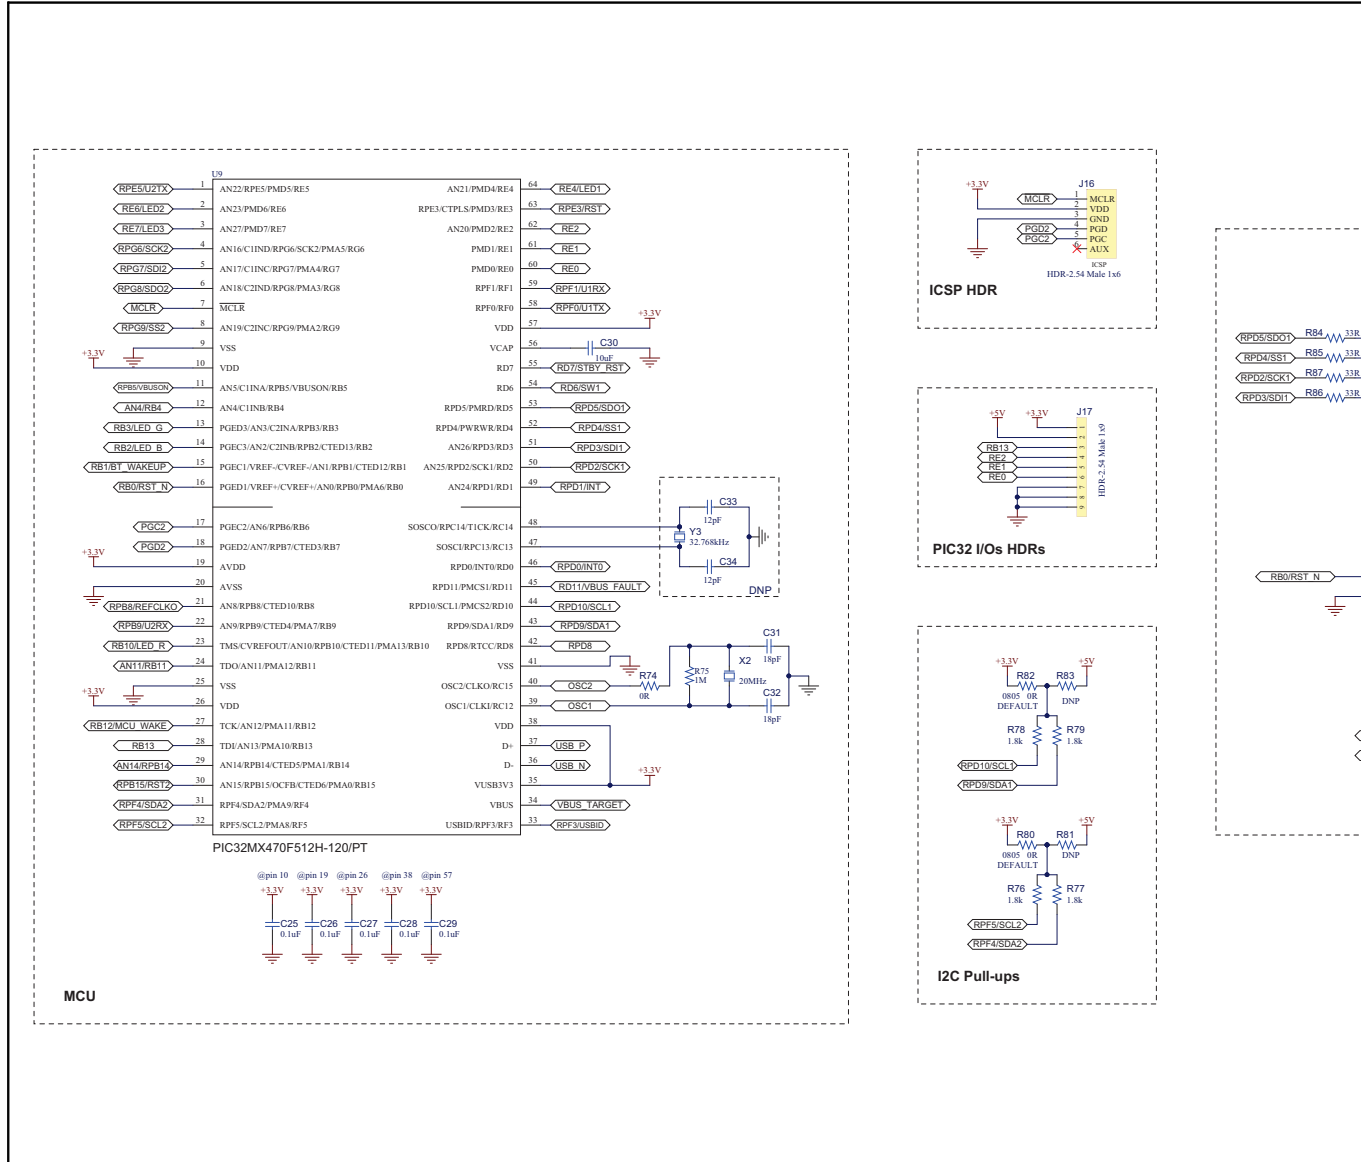 U9
RPE5/U2TX 1 AN22/RPE5/PMD5/RE5 AN21/PMD4/RE4 64 RE4/LED1
RE6/LED2 2 AN23/PMD6/RE6 RPE3/CTPLS/PMD3/RE3 63 RPE3/RST
RE7/LED3 3 AN27/PMD7/RE7 AN20/PMD2/RE2 62 RE2
RPG6/SCK2 4 AN16/C1IND/RPG6/SCK2/PMA5/RG6 PMD1/RE1 61 RE1
RPG7/SDI2 5 AN17/C1INC/RPG7/PMA4/RG7 PMD0/RE0 60 RE0
RPG8/SDO2 6 AN18/C2IND/RPG8/PMA3/RG8 RPF1/RF1 59 RPF1/U1RX
MCLR 7 MCLR RPF0/RF0 58 RPF0/U1TX
RPG9/SS2 8 AN19/C2INC/RPG9/PMA2/RG9 VDD 57 +3.3V
9 VSS VCAP 56 C30 10uF
+3.3V 10 VDD RD7 55 RD7/STBY_RST
RPB5/VBUSON 11 AN5/C1INA/RPB5/VBUSON/RB5 RD6 54 RD6/SW1
AN4/RB4 12 AN4/C1INB/RB4 RPD5/PMRD/RD5 53 RPD5/SDO1
RB3/LED_G 13 PGED3/AN3/C2INA/RPB3/RB3 RPD4/PWRWR/RD4 52 RPD4/SS1
RB2/LED_B 14 PGEC3/AN2/C2INB/RPB2/CTED13/RB2 AN26/RPD3/RD3 51 RPD3/SDI1
RB1/BT_WAKEUP 15 PGEC1/VREF-/CVREF-/AN1/RPB1/CTED12/RB1 AN25/RPD2/SCK1/RD2 50 RPD2/SCK1
RB0/RST_N 16 PGED1/VREF+/CVREF+/AN0/RPB0/PMA6/RB0 AN24/RPD1/RD1 49 RPD1/INT
PGC2 17 PGEC2/AN6/RPB6/RB6 SOSCO/RPC14/T1CK/RC14 48
PGD2 18 PGED2/AN7/RPB7/CTED3/RB7 SOSCI/RPC13/RC13 47
+3.3V 19 AVDD RPD0/INT0/RD0 46 RPD0/INT0
20 AVSS RPD11/PMCS1/RD11 45 RD11/VBUS_FAULT
RPB8/REFCLKO 21 AN8/RPB8/CTED10/RB8 RPD10/SCL1/PMCS2/RD10 44 RPD10/SCL1
RPB9/U2RX 22 AN9/RPB9/CTED4/PMA7/RB9 RPD9/SDA1/RD9 43 RPD9/SDA1
RB10/LED_R 23 TMS/CVREFOUT/AN10/RPB10/CTED11/PMA13/RB10 RPD8/RTCC/RD8 42 RPD8
AN11/RB11 24 TDO/AN11/PMA12/RB11 VSS 41
25 VSS OSC2/CLKO/RC15 40 OSC2
+3.3V 26 VDD OSC1/CLKI/RC12 39 OSC1
RB12/MCU_WAKE 27 TCK/AN12/PMA11/RB12 VDD 38
RB13 28 TDI/AN13/PMA10/RB13 D+ 37 USB_P
AN14/RPB14 29 AN14/RPB14/CTED5/PMA1/RB14 D- 36 USB_N
RPB15/RST2 30 AN15/RPB15/OCFB/CTED6/PMA0/RB15 VUSB3V3 35 +3.3V
RPF4/SDA2 31 RPF4/SDA2/PMA9/RF4 VBUS 34 VBUS_TARGET
RPF5/SCL2 32 RPF5/SCL2/PMA8/RF5 USBID/RPF3/RF3 33 RPF3/USBID
PIC32MX470F512H-120/PT
C33
12pF
Y3
32.768kHz
C34
12pF
DNP
R74
0R
R75
1M
X2
20MHz
C31
18pF
C32
18pF
@pin 10 @pin 19 @pin 26 @pin 38 @pin 57
+3.3V +3.3V +3.3V +3.3V +3.3V
C25 C26 C27 C28 C29
0.1uF 0.1uF 0.1uF 0.1uF 0.1uF
MCU
+3.3V J16
MCLR 1 MCLR
2 VDD
3 GND
PGD2 4 PGD
PGC2 5 PGC
6 AUX
ICSP
HDR-2.54 Male 1x6
ICSP HDR
+5V +3.3V J17
1
2
RB13 3
RE2 4
RE1 5
RE0 6
7
8
9
HDR-2.54 Male 1x9
PIC32 I/Os HDRs
+3.3V +5V
R82 R83
0805 0R DNP
DEFAULT
R78 R79
1.8k 1.8k
RPD10/SCL1
RPD9/SDA1
+3.3V +5V
R80 R81
0805 0R DNP
DEFAULT
R76 R77
1.8k 1.8k
RPF5/SCL2
RPF4/SDA2
I2C Pull-ups
RPD5/SDO1 R84 33R
RPD4/SS1 R85 33R
RPD2/SCK1 R87 33R
RPD3/SDI1 R86 33R
RB0/RST_N